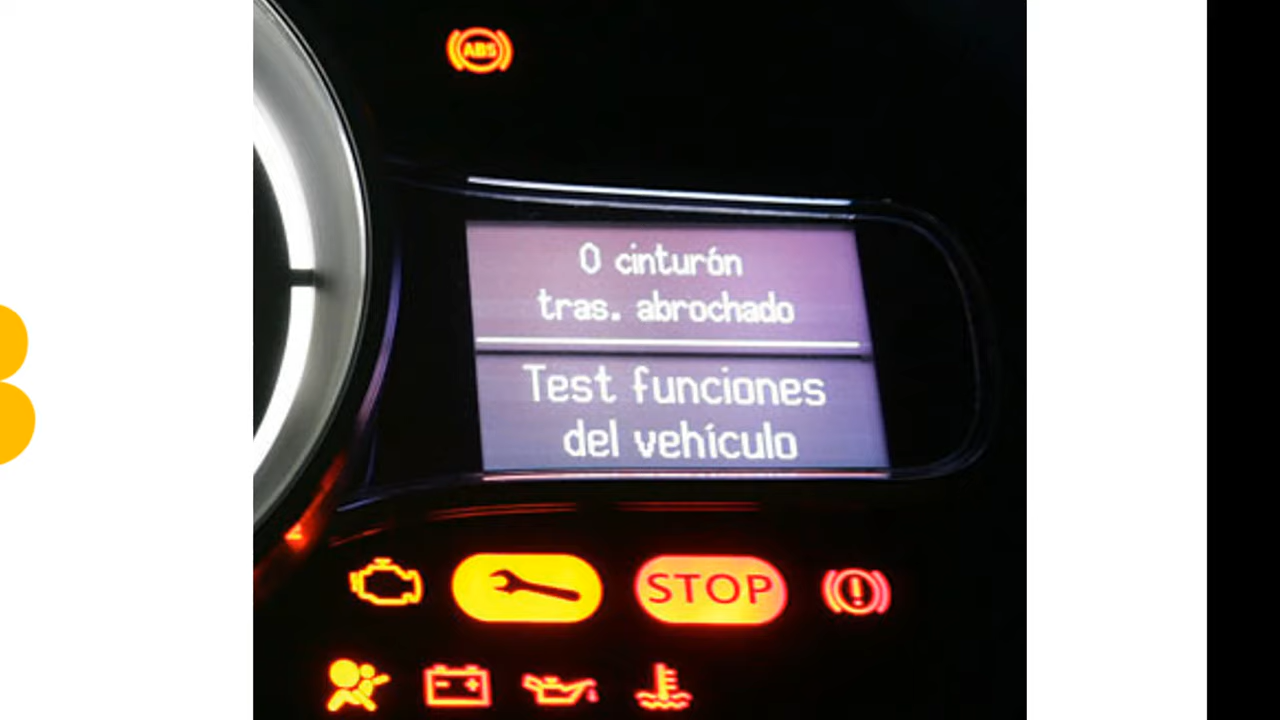 ABS
0 cinturón
tras. abrochado
Test funciones
del vehículo
STOP